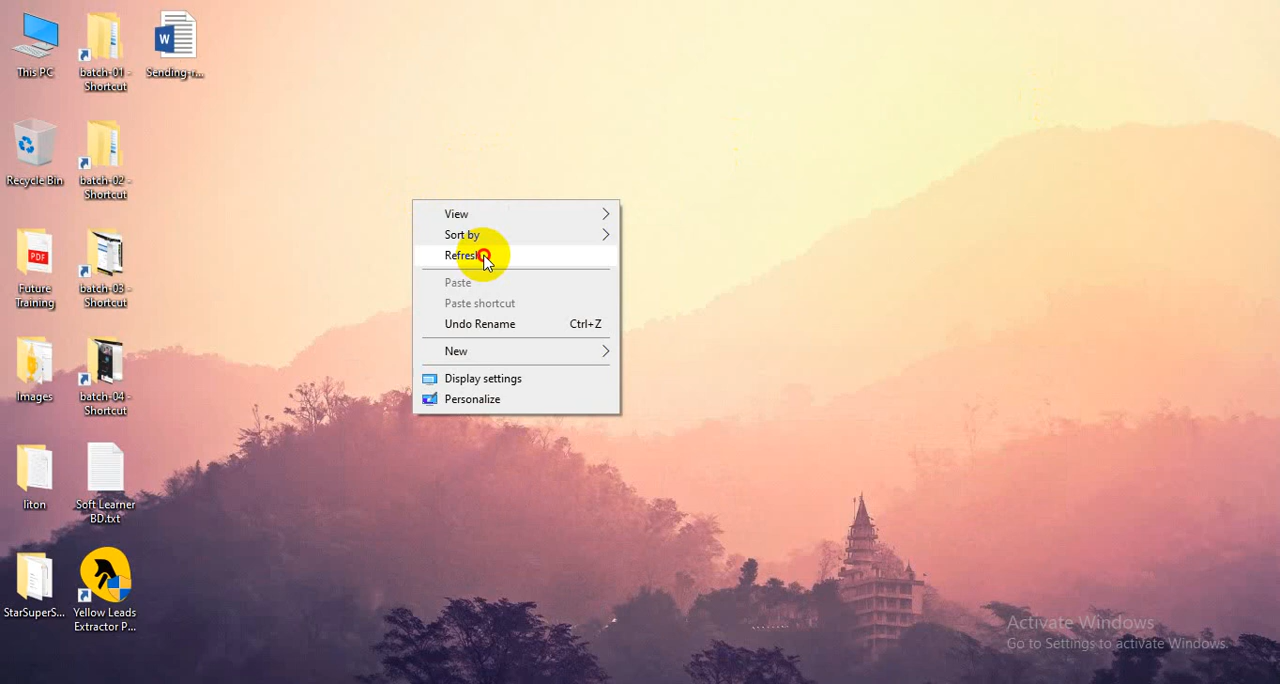 This PC
Recycle Bin
Future
Training
PDF
Images
liton
StarSuperS...
batch-01 -
Shortcut
batch-02 -
Shortcut
batch-03 -
Shortcut
batch-04 -
Shortcut
Soft Learner
BD.txt
Yellow Leads
Extractor P...
W
Sending-r...
View
Sort by
Refresh
Paste
Paste shortcut
Undo Rename Ctrl+Z
New
Display settings
Personalize
Activate Windows
Go to Settings to activate Windows.